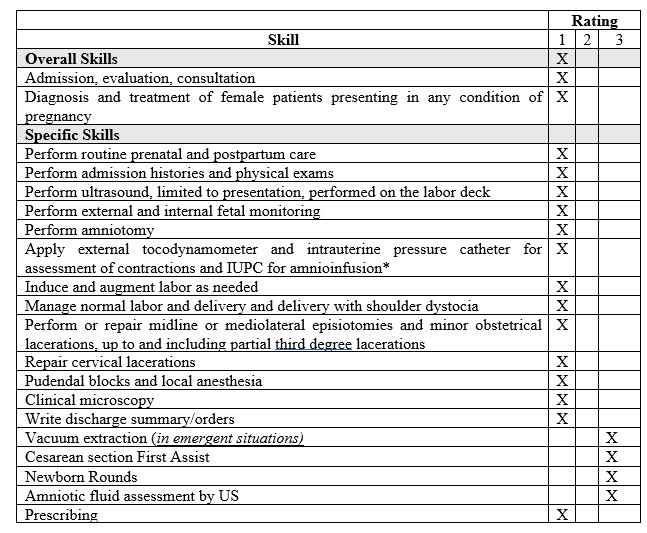 Rating
Skill 1 2 3
Overall Skills X
Admission, evaluation, consultation X
Diagnosis and treatment of female patients presenting in any condition of X
pregnancy
Specific Skills
Perform routine prenatal and postpartum care X
Perform admission histories and physical exams X
Perform ultrasound, limited to presentation, performed on the labor deck X
Perform external and internal fetal monitoring X
Perform amniotomy X
Apply external tocodynamometer and intrauterine pressure catheter for X
assessment of contractions and IUPC for amnioinfusion*
Induce and augment labor as needed X
Manage normal labor and delivery and delivery with shoulder dystocia X
Perform or repair midline or mediolateral episiotomies and minor obstetrical X
lacerations, up to and including partial third degree lacerations
Repair cervical lacerations X
Pudendal blocks and local anesthesia X
Clinical microscopy X
Write discharge summary/orders X
Vacuum extraction (in emergent situations) X
Cesarean section First Assist X
Newborn Rounds X
Amniotic fluid assessment by US X
Prescribing X